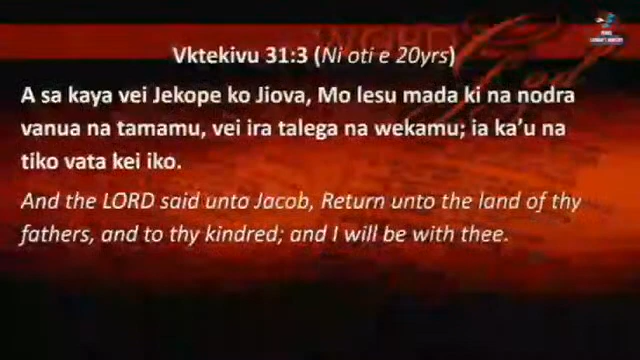 Vktekivu 31:3 (Ni oti e 20yrs)
A sa kaya vei Jekope ko Jiova, Mo lesu mada ki na nodra
vanua na tamamu, vei ira talega na wekamu; ia ka'u na
tiko vata kei iko.
And the LORD said unto Jacob, Return unto the land of thy
fathers, and to thy kindred; and I will be with thee.